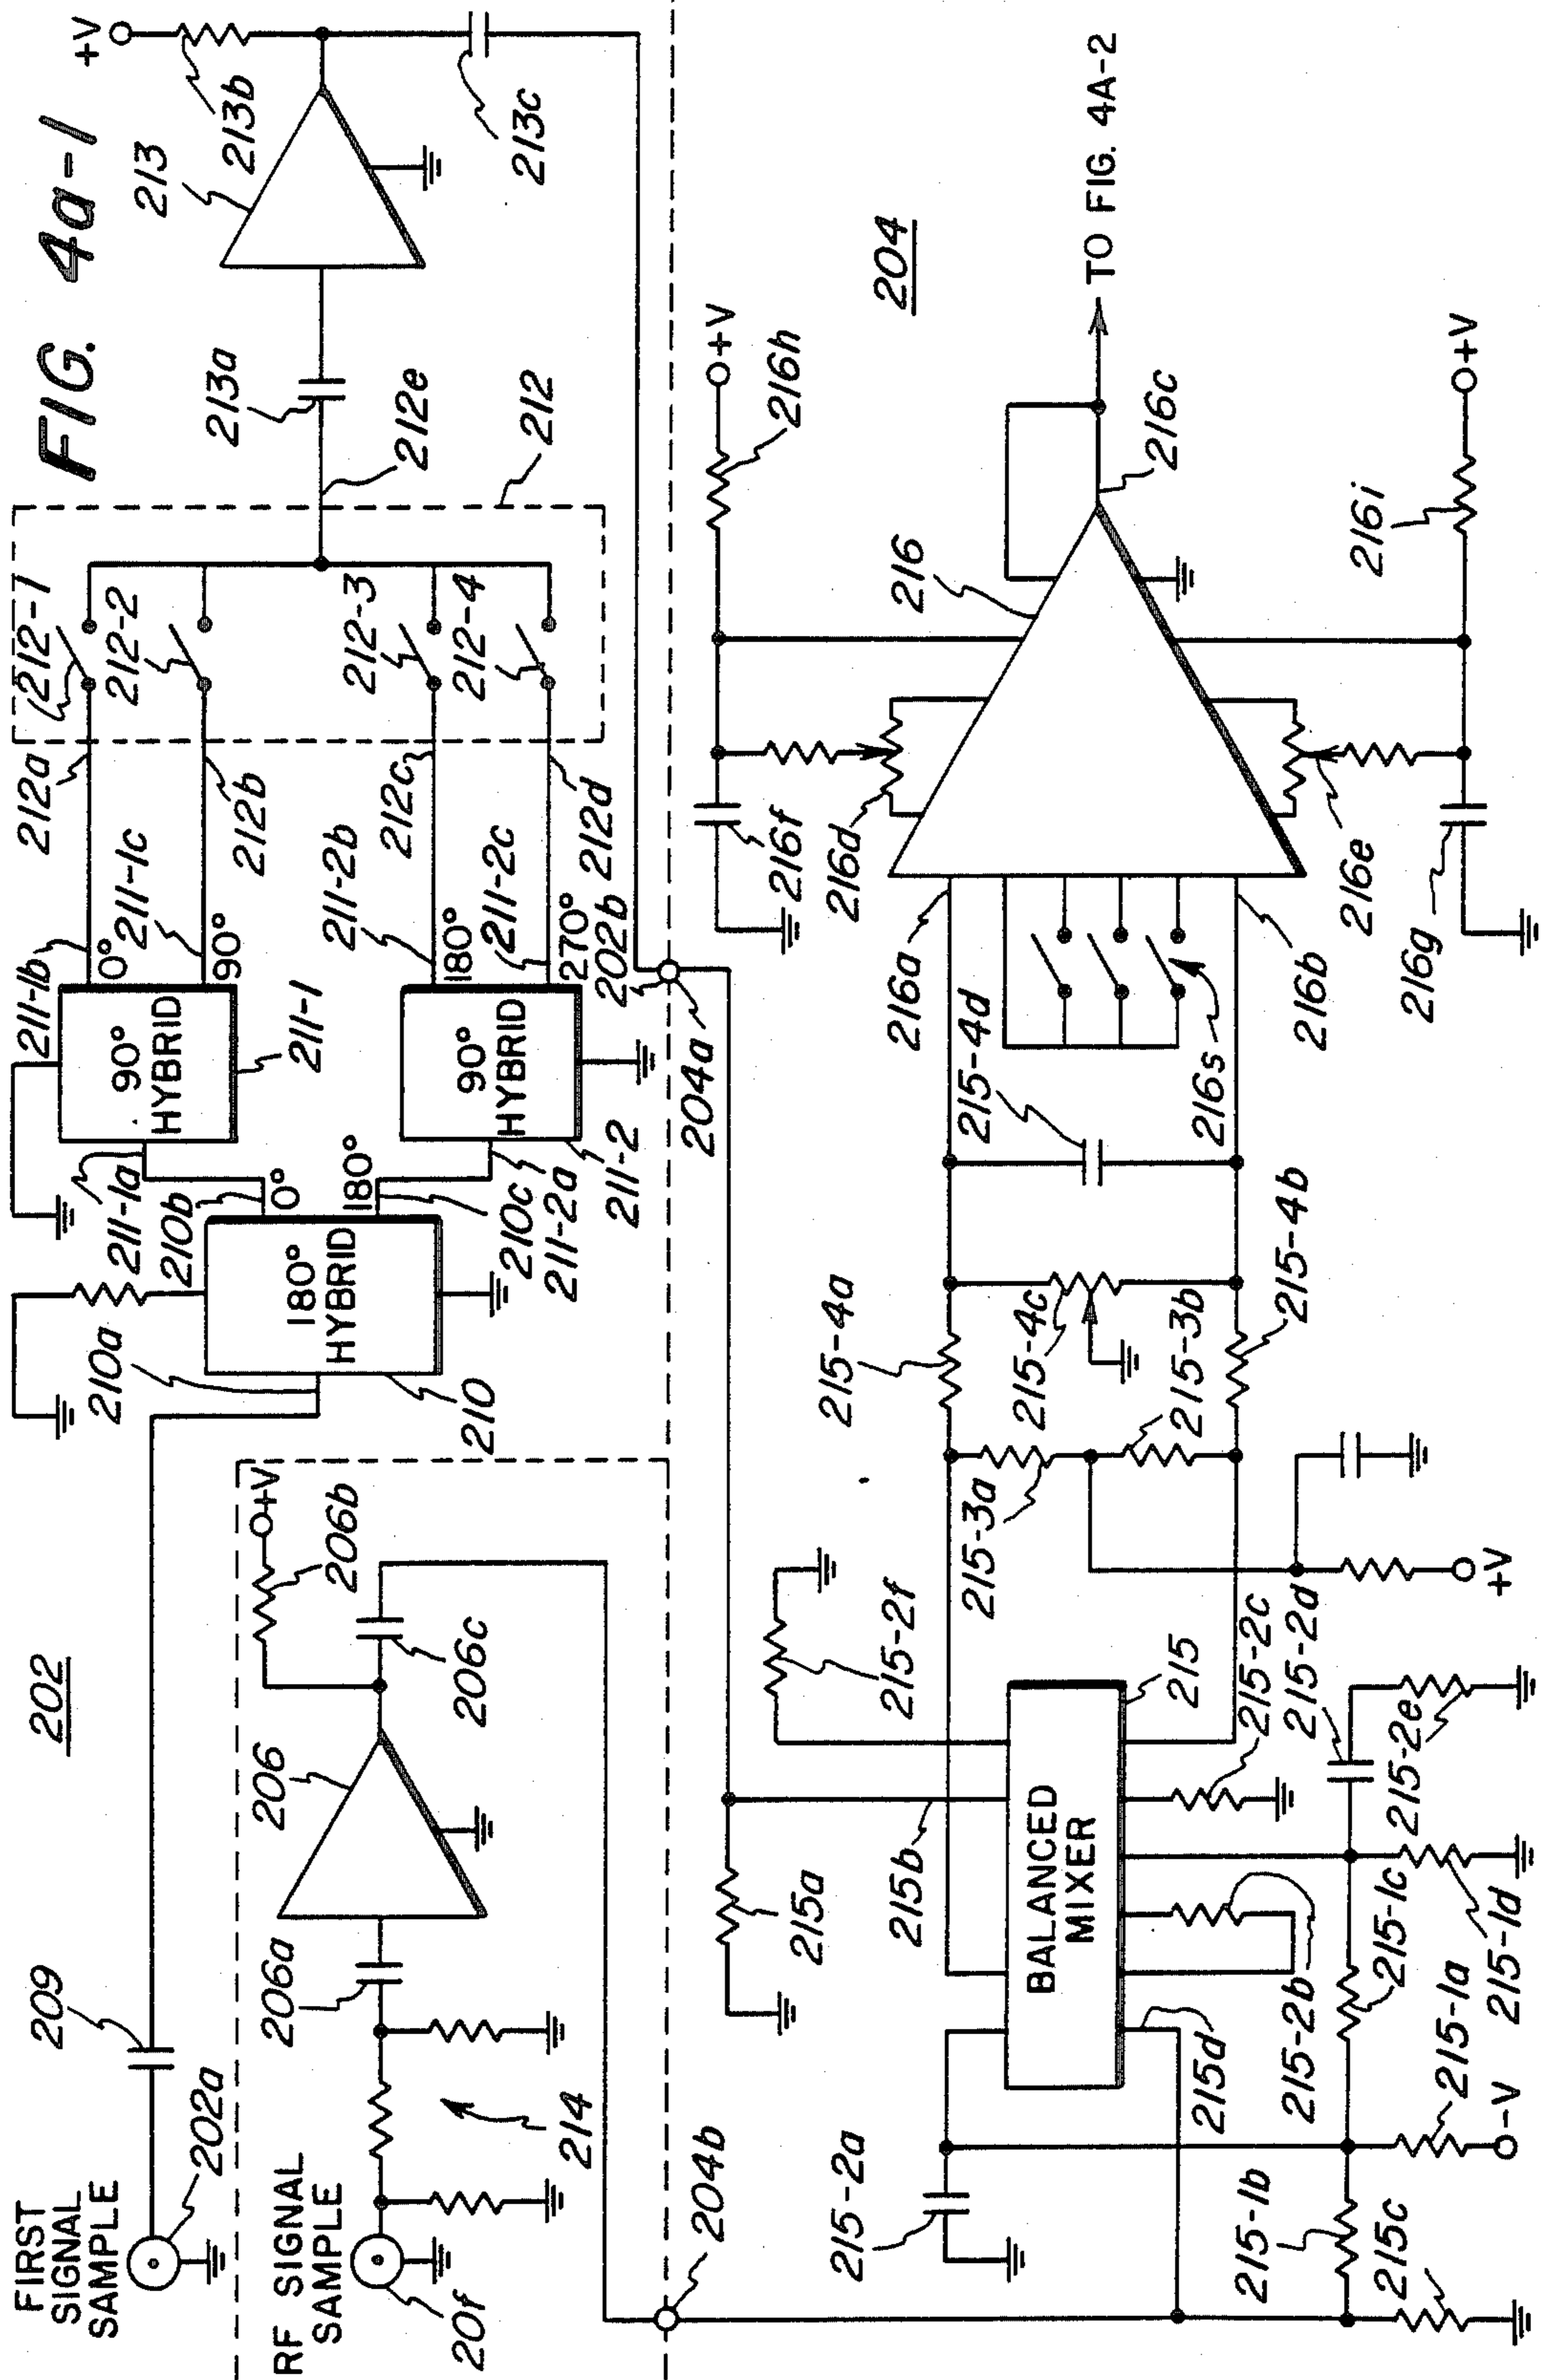 FIG. 4a-1
202
FIRST
SIGNAL
SAMPLE
202a
209
210a
210
180°
HYBRID
210b
0°
180°
210c
211-1a
211-2a
211-2
90°
HYBRID
211-1
211-1b
0°
211-1c
90°
90°
HYBRID
211-2b
180°
211-2c
270°
202b
212a
212b
212c
212d
212-1
212-2
212-3
212-4
212
212e
213a
213
213b
+V
213c
RF SIGNAL
SAMPLE
20f
214
206a
206
206b
+V
206c
204b
204a
204
215a
215b
215-2f
BALANCED
MIXER
215
215d
215-2a
215-2b
215-2c
215-2d
215-2e
215-1a
215-1b
215-1c
215-1d
215c
-V
+V
215-3a
215-3b
215-4a
215-4b
215-4c
215-4d
216a
216b
216s
216
216c
216d
216e
216f
216g
216h
216i
+V
+V
TO FIG. 4A-2